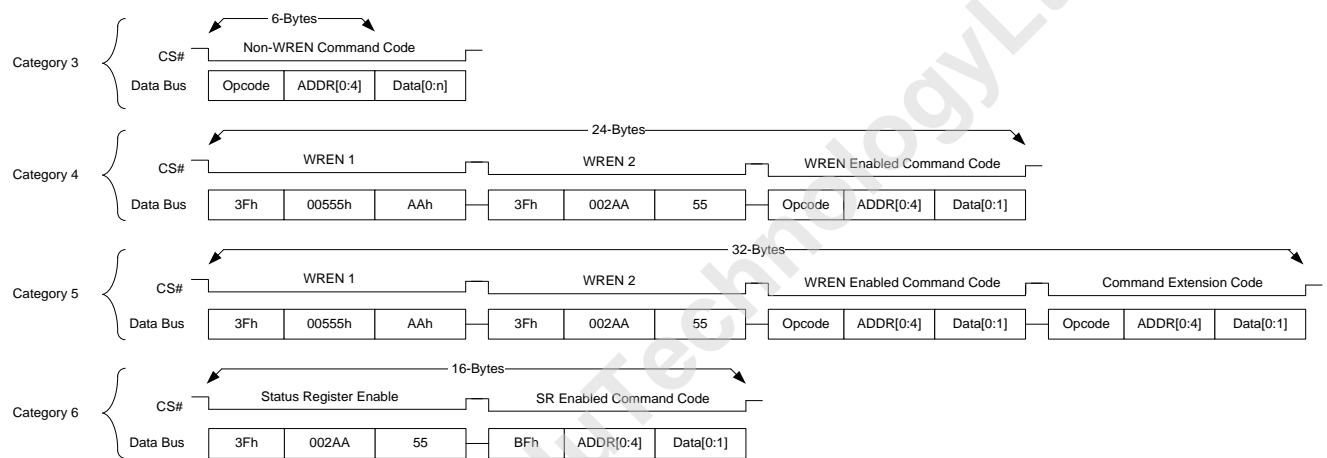 6-Bytes
Category 3
CS#
Non-WREN Command Code
Data Bus
Opcode ADDR[0:4] Data[0:n]
24-Bytes
Category 4
CS#
WREN 1 WREN 2 WREN Enabled Command Code
Data Bus
3Fh 00555h AAh 3Fh 002AA 55 Opcode ADDR[0:4] Data[0:1]
32-Bytes
Category 5
CS#
WREN 1 WREN 2 WREN Enabled Command Code Command Extension Code
Data Bus
3Fh 00555h AAh 3Fh 002AA 55 Opcode ADDR[0:4] Data[0:1] Opcode ADDR[0:4] Data[0:1]
16-Bytes
Category 6
CS#
Status Register Enable SR Enabled Command Code
Data Bus
3Fh 002AA 55 BFh ADDR[0:4] Data[0:1]